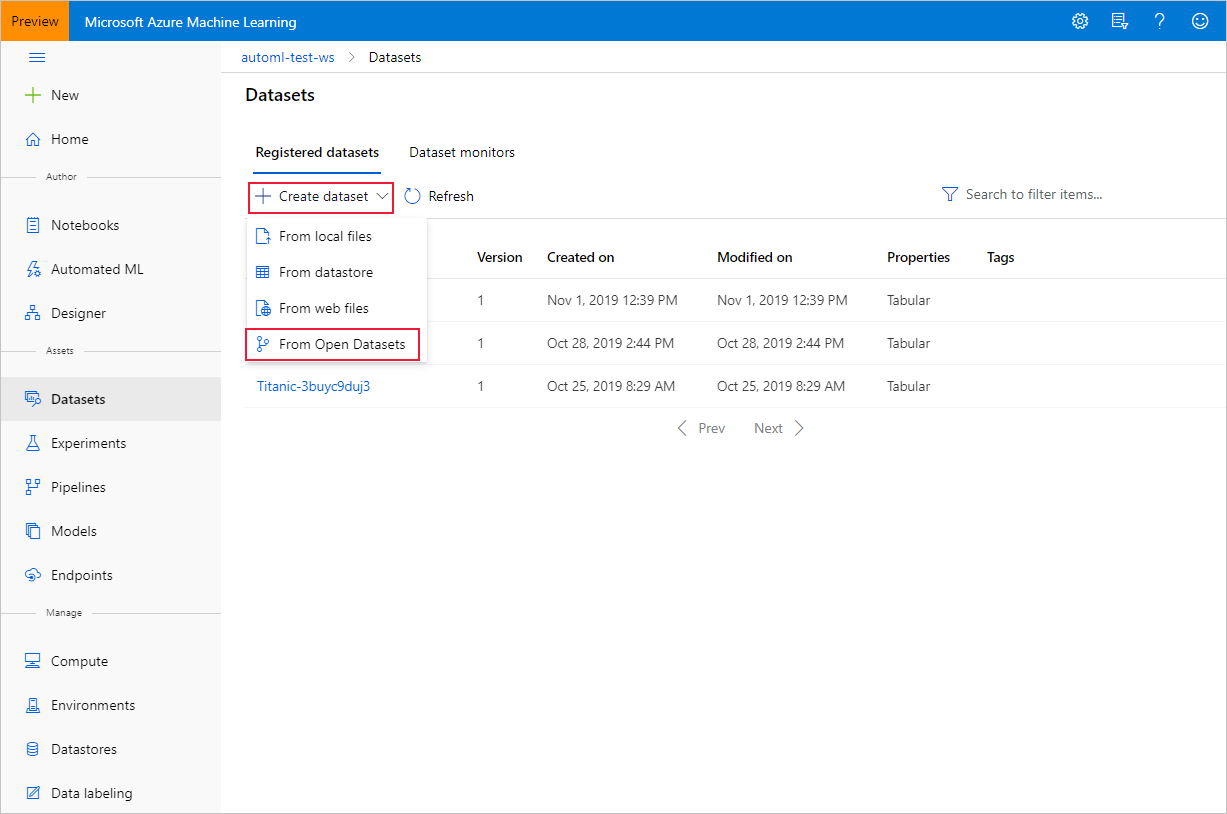 Preview
Microsoft Azure Machine Learning
New
Home
Author
Notebooks
Automated ML
Designer
Assets
Datasets
Experiments
Pipelines
Models
Endpoints
Manage
Compute
Environments
Datastores
Data labeling
automl-test-ws > Datasets
Datasets
Registered datasets Dataset monitors
Create dataset Refresh Search to filter items...
From local files
From datastore
From web files
From Open Datasets
Version Created on Modified on Properties Tags
1 Nov 1, 2019 12:39 PM Nov 1, 2019 12:39 PM Tabular
1 Oct 28, 2019 2:44 PM Oct 28, 2019 2:44 PM Tabular
Titanic-3buyc9duj3 1 Oct 25, 2019 8:29 AM Oct 25, 2019 8:29 AM Tabular
Prev Next